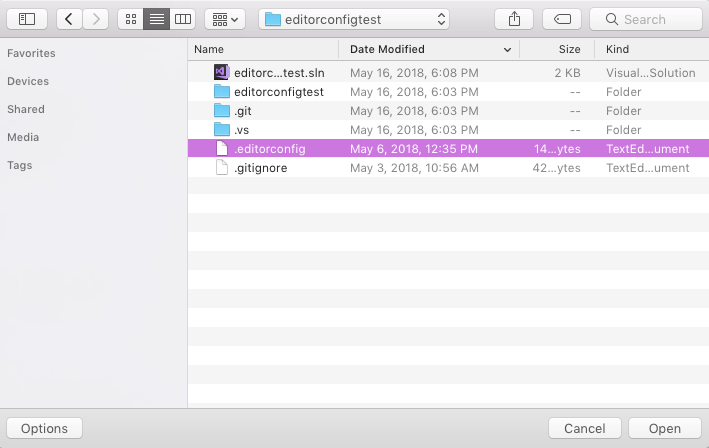 editorconfigtest
Search
Favorites
Devices
Shared
Media
Tags
Name Date Modified Size Kind
editorc...test.sln May 16, 2018, 6:08 PM 2 KB Visual...Solution
editorconfigtest May 16, 2018, 6:03 PM -- Folder
.git May 16, 2018, 6:03 PM -- Folder
.vs May 16, 2018, 6:03 PM -- Folder
.editorconfig May 6, 2018, 12:35 PM 14...ytes TextEd...ument
.gitignore May 3, 2018, 10:56 AM 42...ytes TextEd...ument
Options Cancel Open